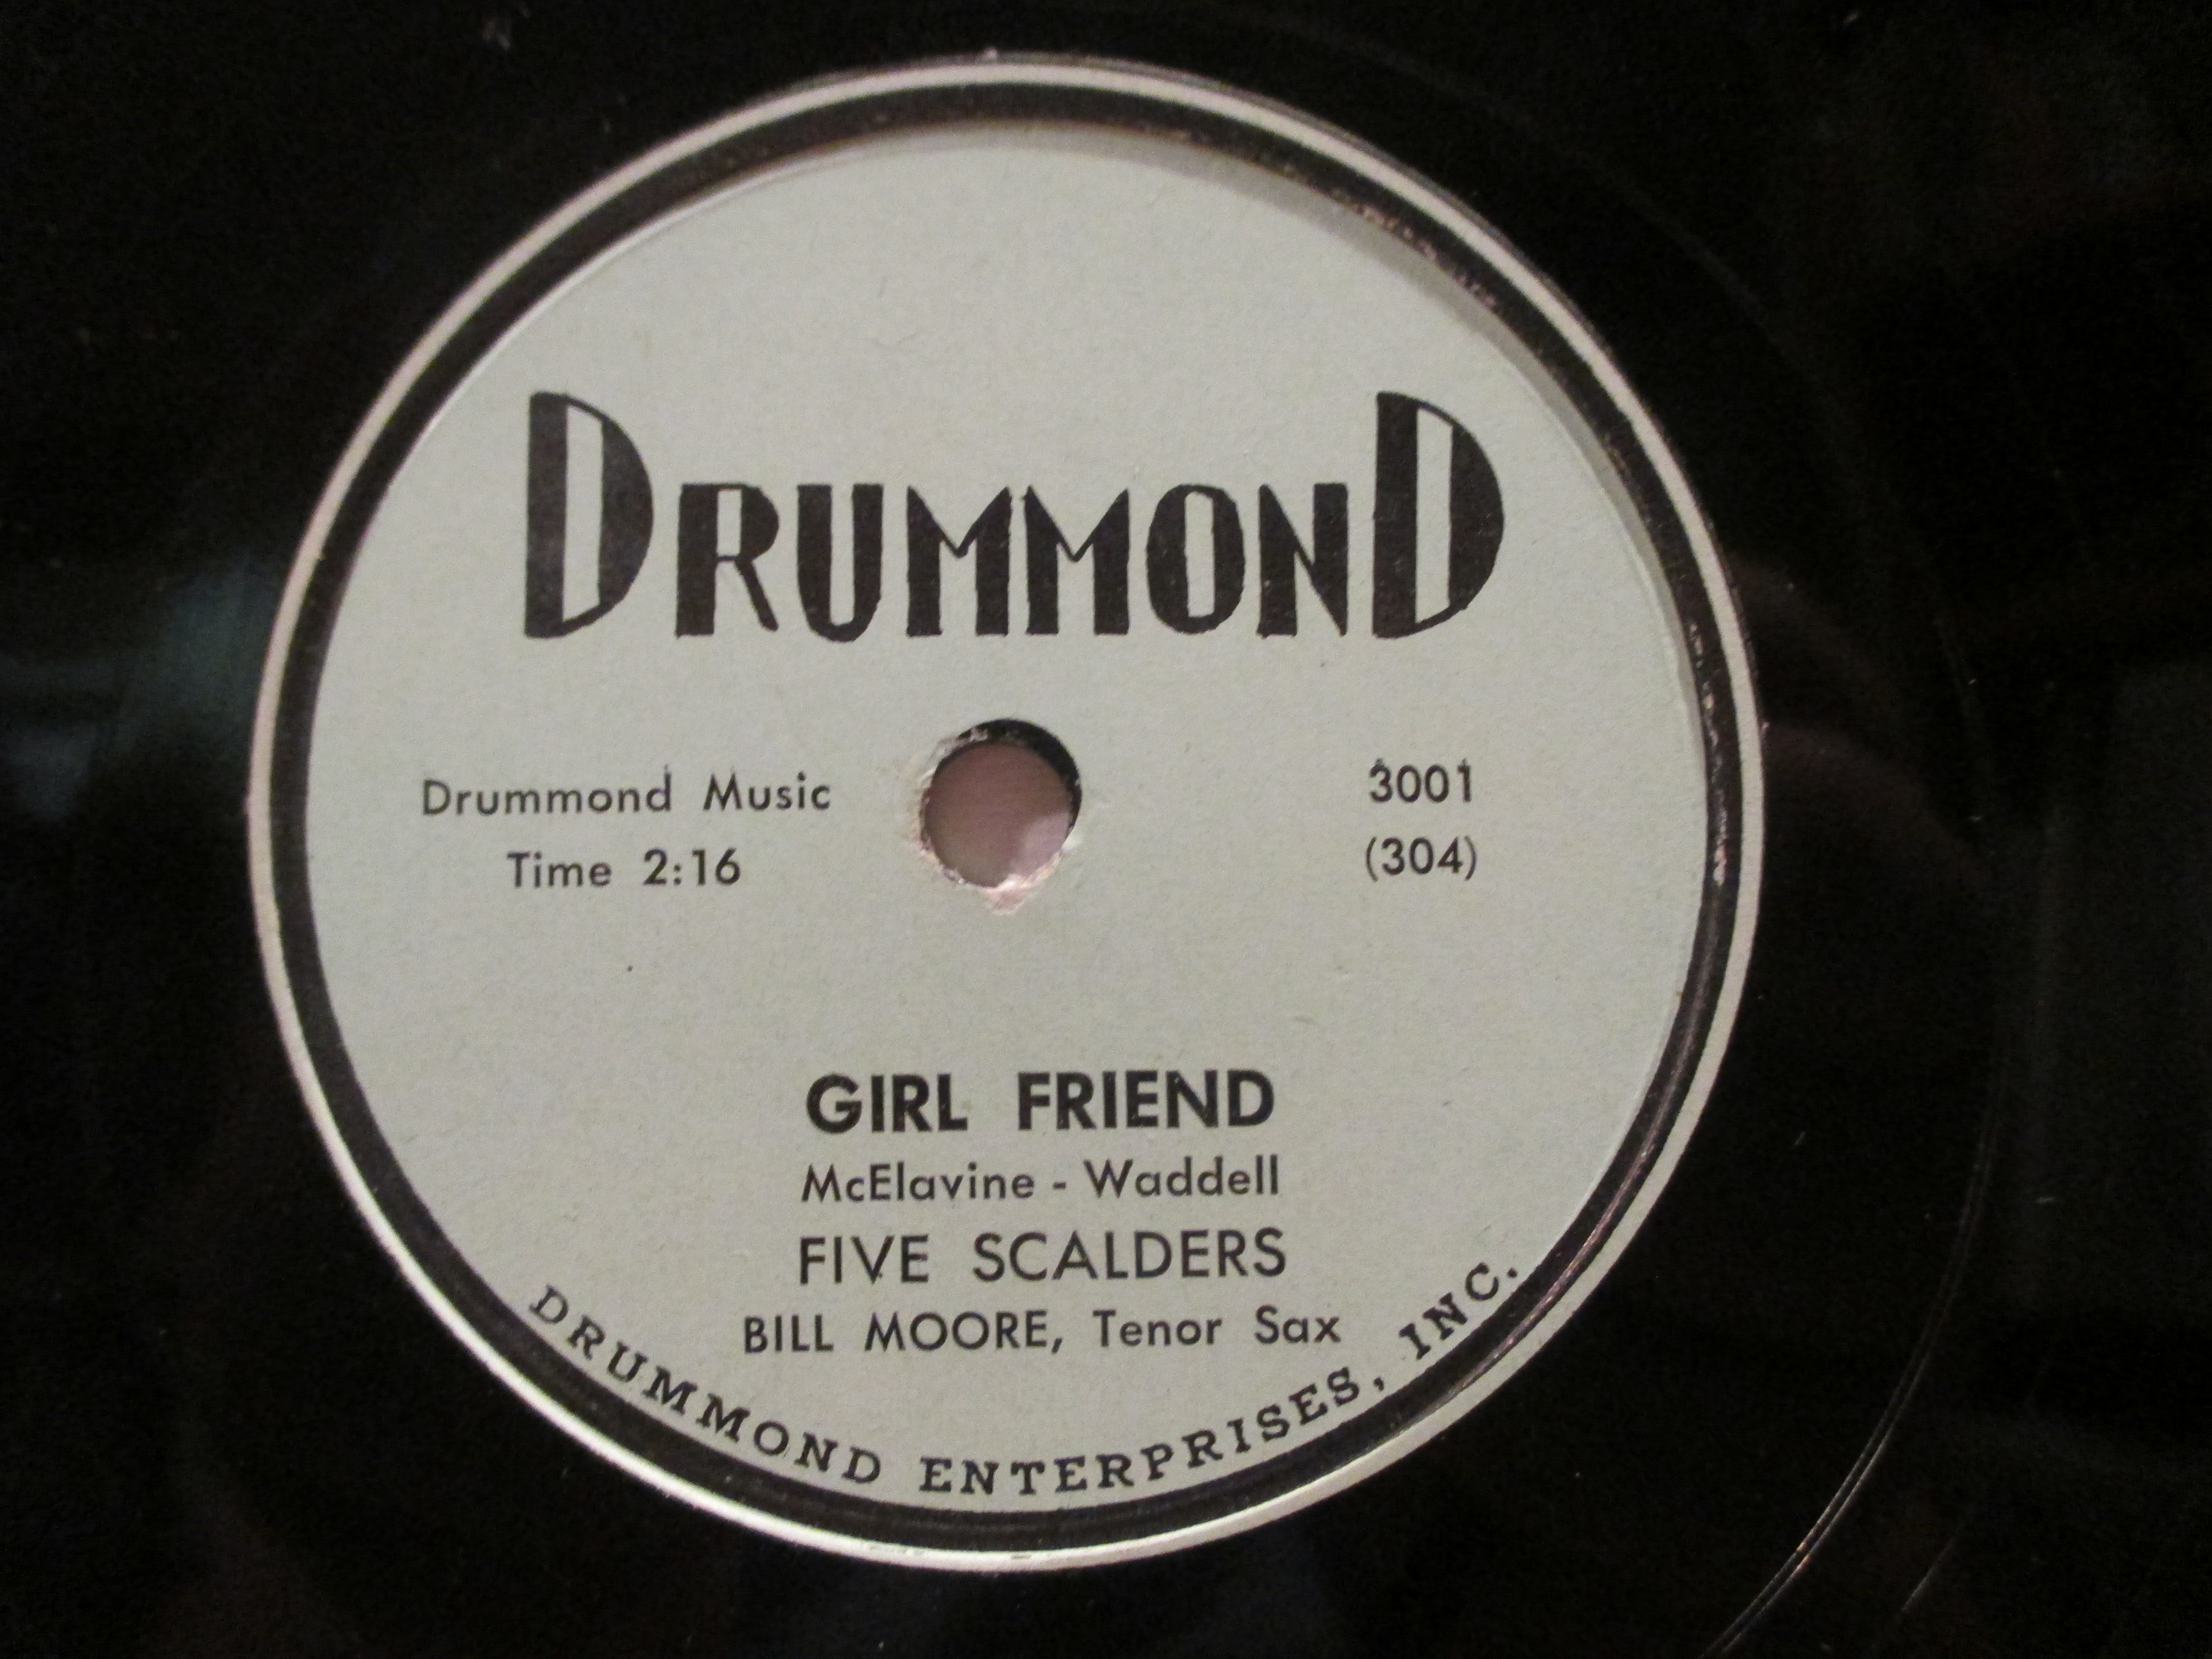 DRUMMOND
Drummond Music
Time 2:16
3001
(304)
GIRL FRIEND
McElavine - Waddell
FIVE SCALDERS
BILL MOORE, Tenor Sax
DRUMMOND ENTERPRISES, INC.